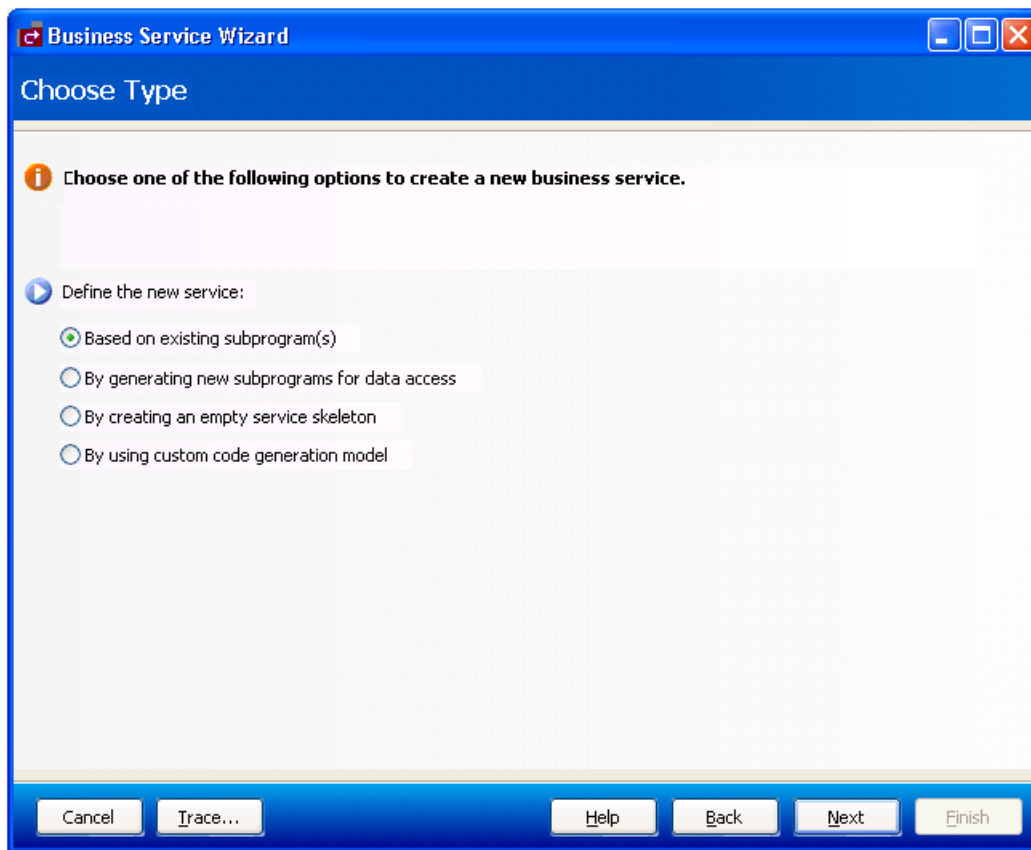 Business Service Wizard
Choose Type
Choose one of the following options to create a new business service.
Define the new service:
Based on existing subprogram(s)
By generating new subprograms for data access
By creating an empty service skeleton
By using custom code generation model
Cancel
Trace...
Help
Back
Next
Finish